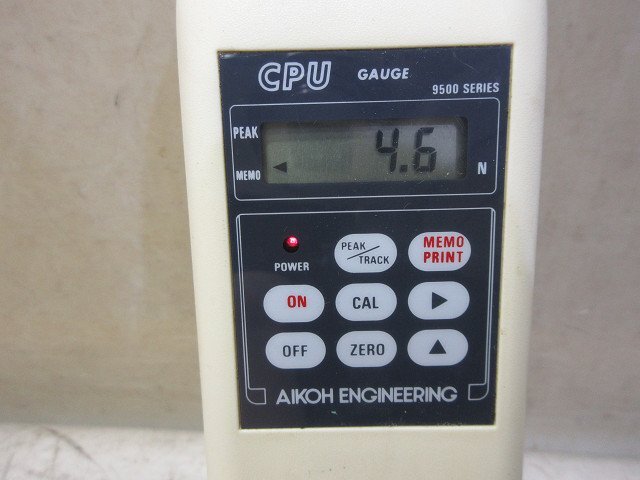 CPU GAUGE
9500 SERIES
PEAK
4.6
MEMO
N
POWER
PEAK/TRACK
MEMO PRINT
ON
CAL
OFF
ZERO
AIKOH ENGINEERING